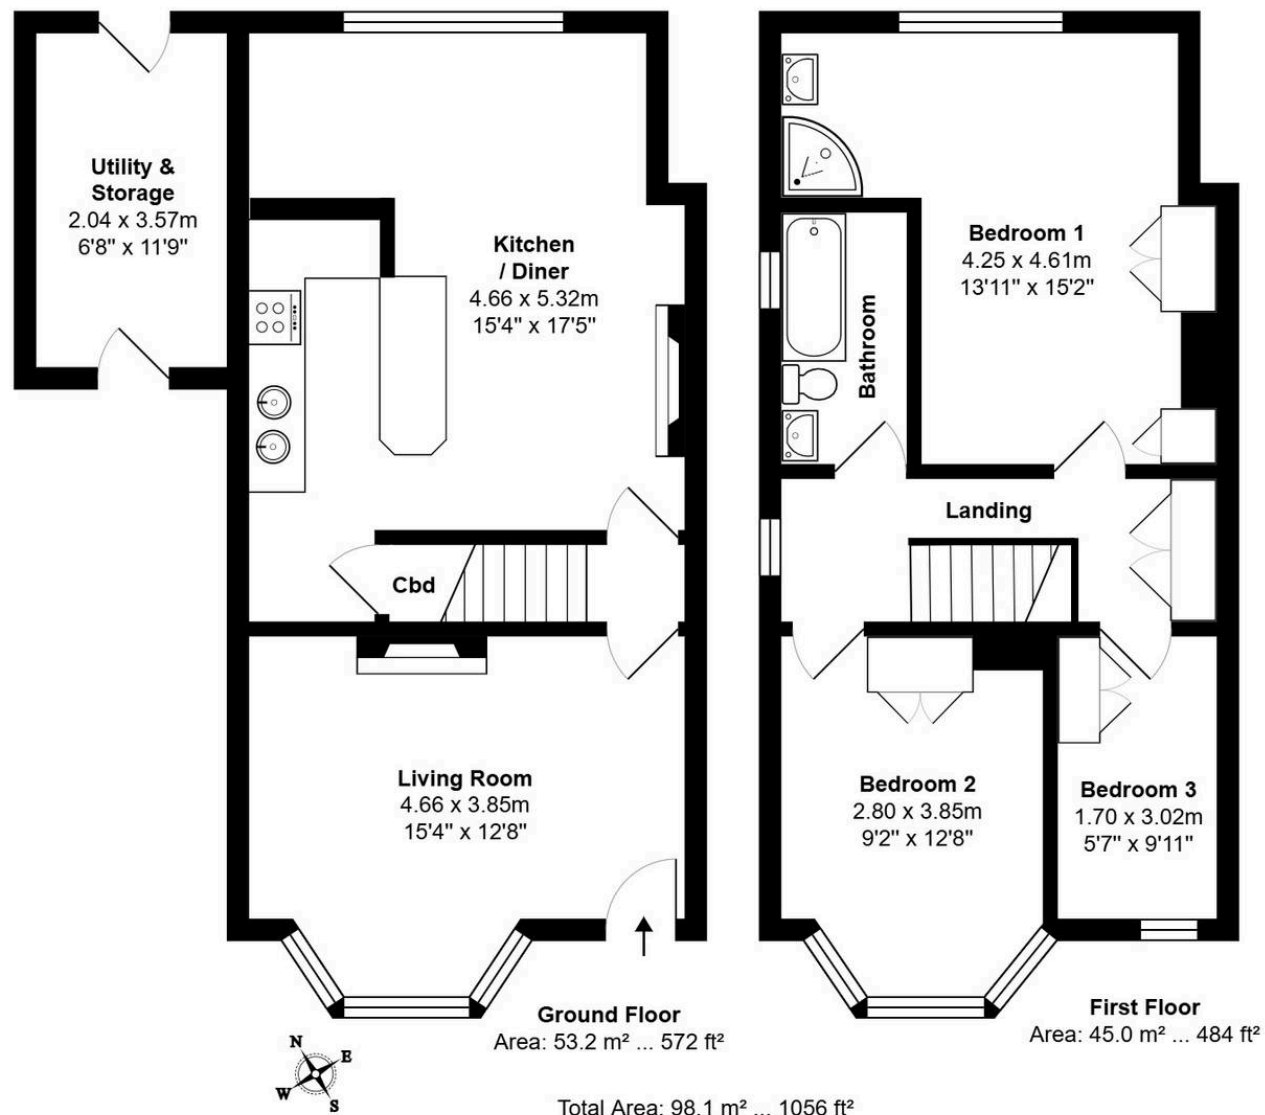 Utility &
Storage
2.04 x 3.57m
6'8" x 11'9"
Kitchen
/ Diner
4.66 x 5.32m
15'4" x 17'5"
Cbd
Living Room
4.66 x 3.85m
15'4" x 12'8"
Ground Floor
Area: 53.2 m² ... 572 ft²
Bedroom 1
4.25 x 4.61m
13'11" x 15'2"
Bathroom
Landing
Bedroom 2
2.80 x 3.85m
9'2" x 12'8"
Bedroom 3
1.70 x 3.02m
5'7" x 9'11"
First Floor
Area: 45.0 m² ... 484 ft²
N
E
W
S
Total Area: 98.1 m² ... 1056 ft²